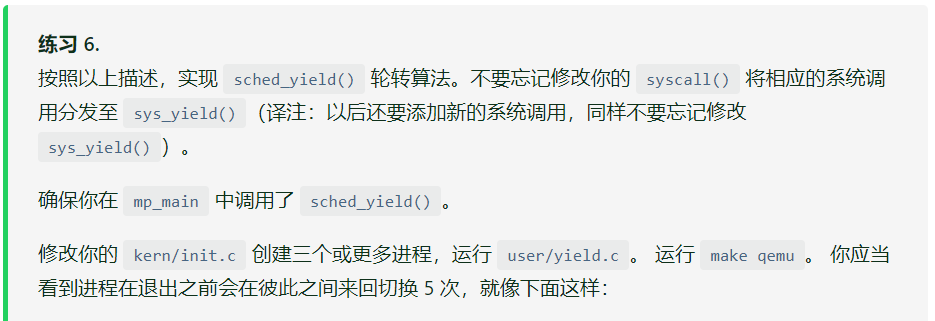 练习 6.
按照以上描述，实现 sched_yield() 轮转算法。不要忘记修改你的 syscall() 将相应的系统调
用分发至 sys_yield() （译注：以后还要添加新的系统调用，同样不要忘记修改
sys_yield() ）。
确保你在 mp_main 中调用了 sched_yield() 。
修改你的 kern/init.c 创建三个或更多进程，运行 user/yield.c 。 运行 make qemu 。 你应当
看到进程在退出之前会在彼此之间来回切换 5 次，就像下面这样：